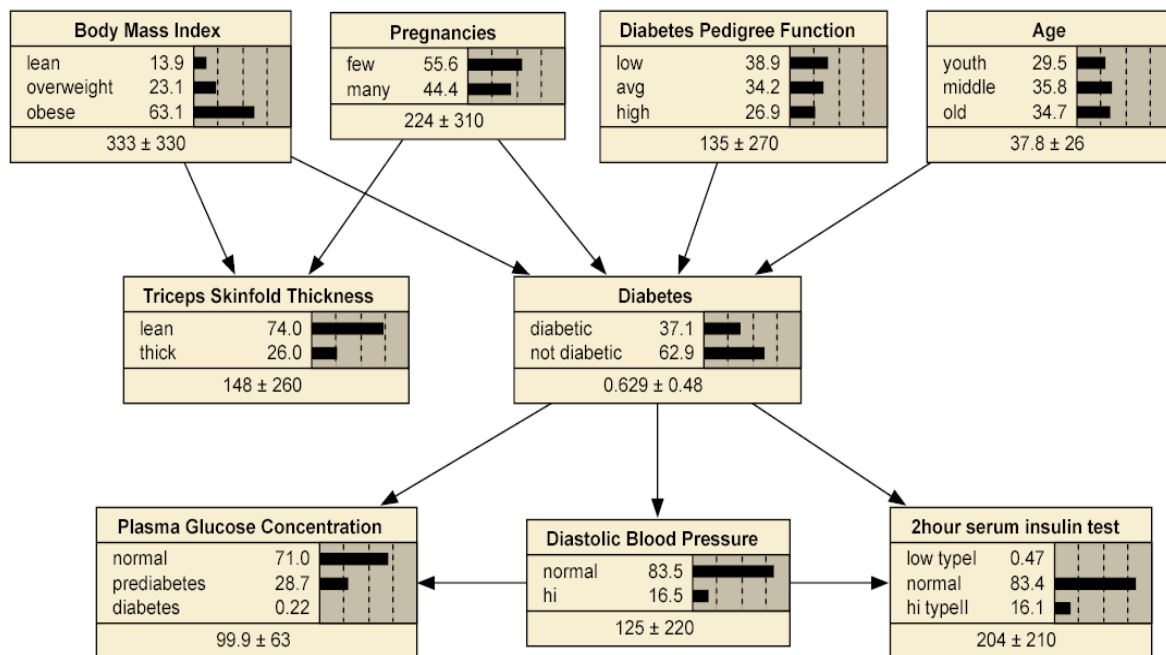 Body Mass Index
lean 13.9
overweight 23.1
obese 63.1
333 ± 330
Pregnancies
few 55.6
many 44.4
224 ± 310
Diabetes Pedigree Function
low 38.9
avg 34.2
high 26.9
135 ± 270
Age
youth 29.5
middle 35.8
old 34.7
37.8 ± 26
Triceps Skinfold Thickness
lean 74.0
thick 26.0
148 ± 260
Diabetes
diabetic 37.1
not diabetic 62.9
0.629 ± 0.48
Plasma Glucose Concentration
normal 71.0
prediabetes 28.7
diabetes 0.22
99.9 ± 63
Diastolic Blood Pressure
normal 83.5
hi 16.5
125 ± 220
2hour serum insulin test
low typeI 0.47
normal 83.4
hi typeII 16.1
204 ± 210